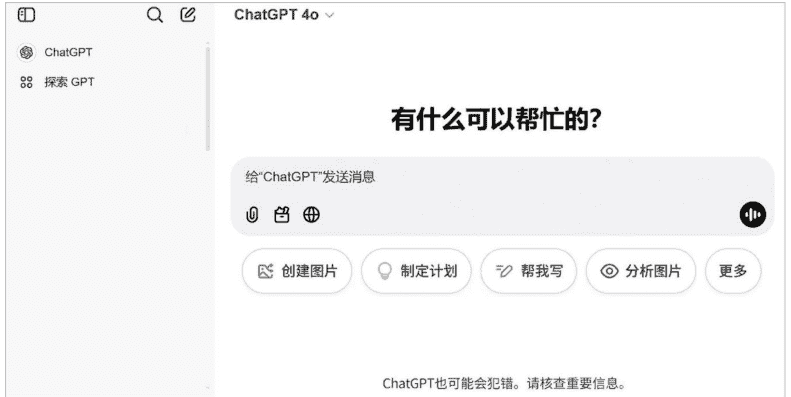 ChatGPT 4o
ChatGPT
探索 GPT
有什么可以帮忙的？
给“ChatGPT”发送消息
创建图片
制定计划
帮我写
分析图片
更多
ChatGPT也可能会犯错。请核查重要信息。